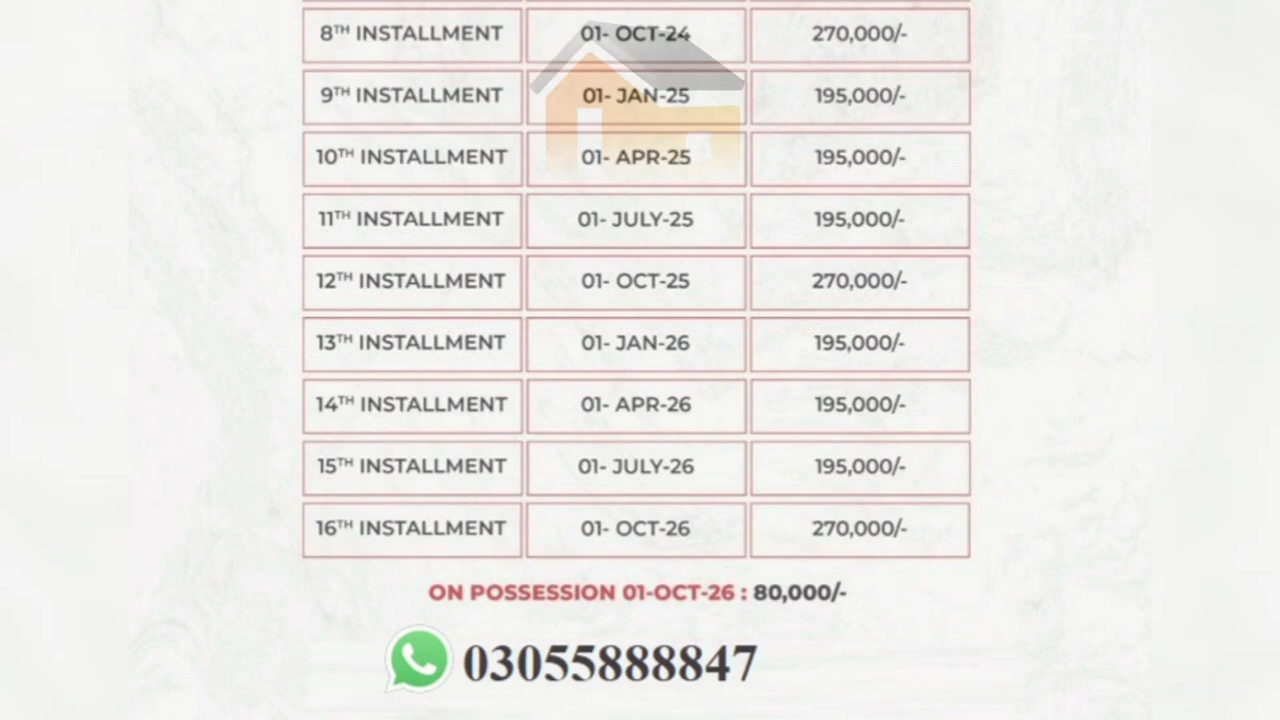 8TH INSTALLMENT 01- OCT-24 270,000/-
9TH INSTALLMENT 01- JAN-25 195,000/-
10TH INSTALLMENT 01- APR-25 195,000/-
11TH INSTALLMENT 01- JULY-25 195,000/-
12TH INSTALLMENT 01- OCT-25 270,000/-
13TH INSTALLMENT 01- JAN-26 195,000/-
14TH INSTALLMENT 01- APR-26 195,000/-
15TH INSTALLMENT 01- JULY-26 195,000/-
16TH INSTALLMENT 01- OCT-26 270,000/-
ON POSSESSION 01-OCT-26 : 80,000/-
03055888847